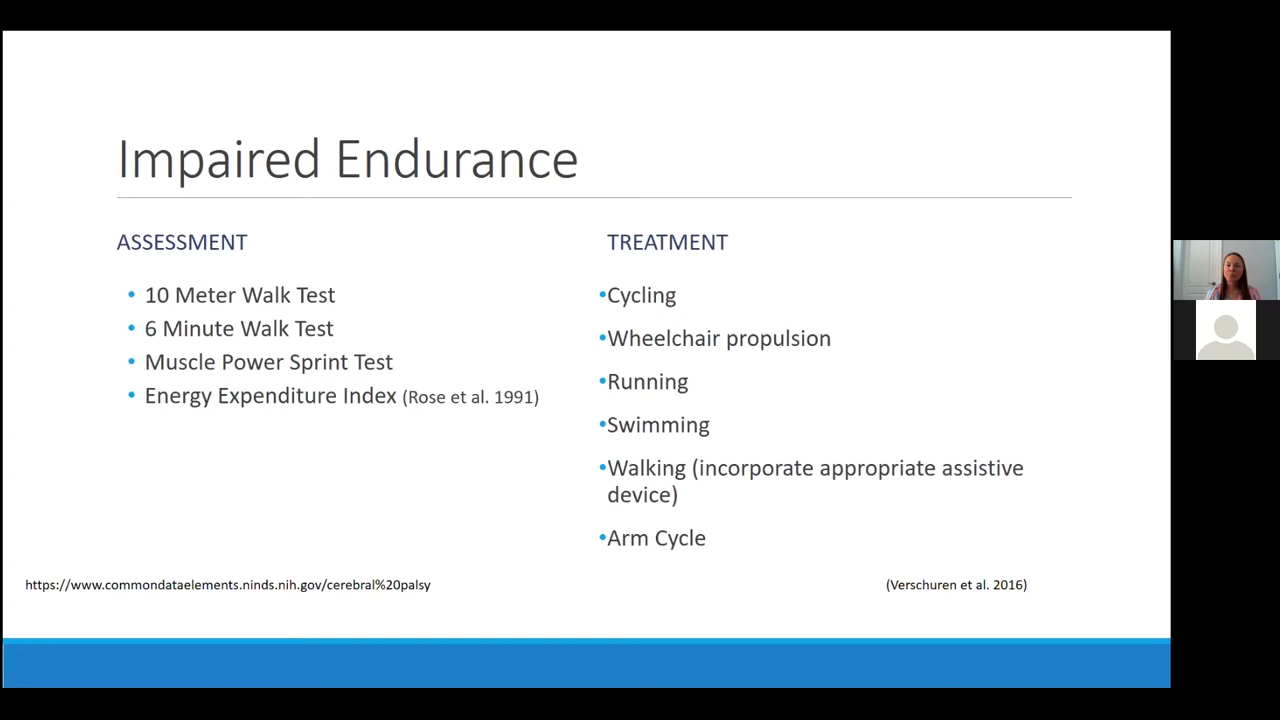 Impaired Endurance
ASSESSMENT
• 10 Meter Walk Test
• 6 Minute Walk Test
• Muscle Power Sprint Test
• Energy Expenditure Index (Rose et al. 1991)
TREATMENT
•Cycling
•Wheelchair propulsion
•Running
•Swimming
•Walking (incorporate appropriate assistive
device)
•Arm Cycle
https://www.commondataelements.ninds.nih.gov/cerebral%20palsy
(Verschuren et al. 2016)